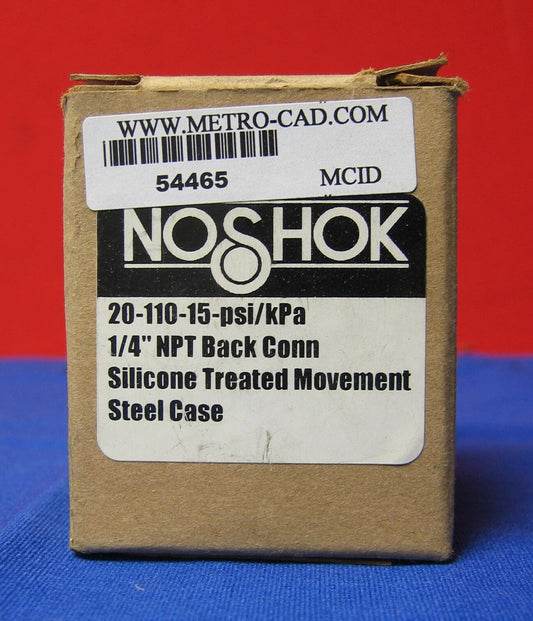 WWW.METRO-CAD.COM
54465 MCID
NOSHOK
20-110-15-psi/kPa
1/4" NPT Back Conn
Silicone Treated Movement
Steel Case